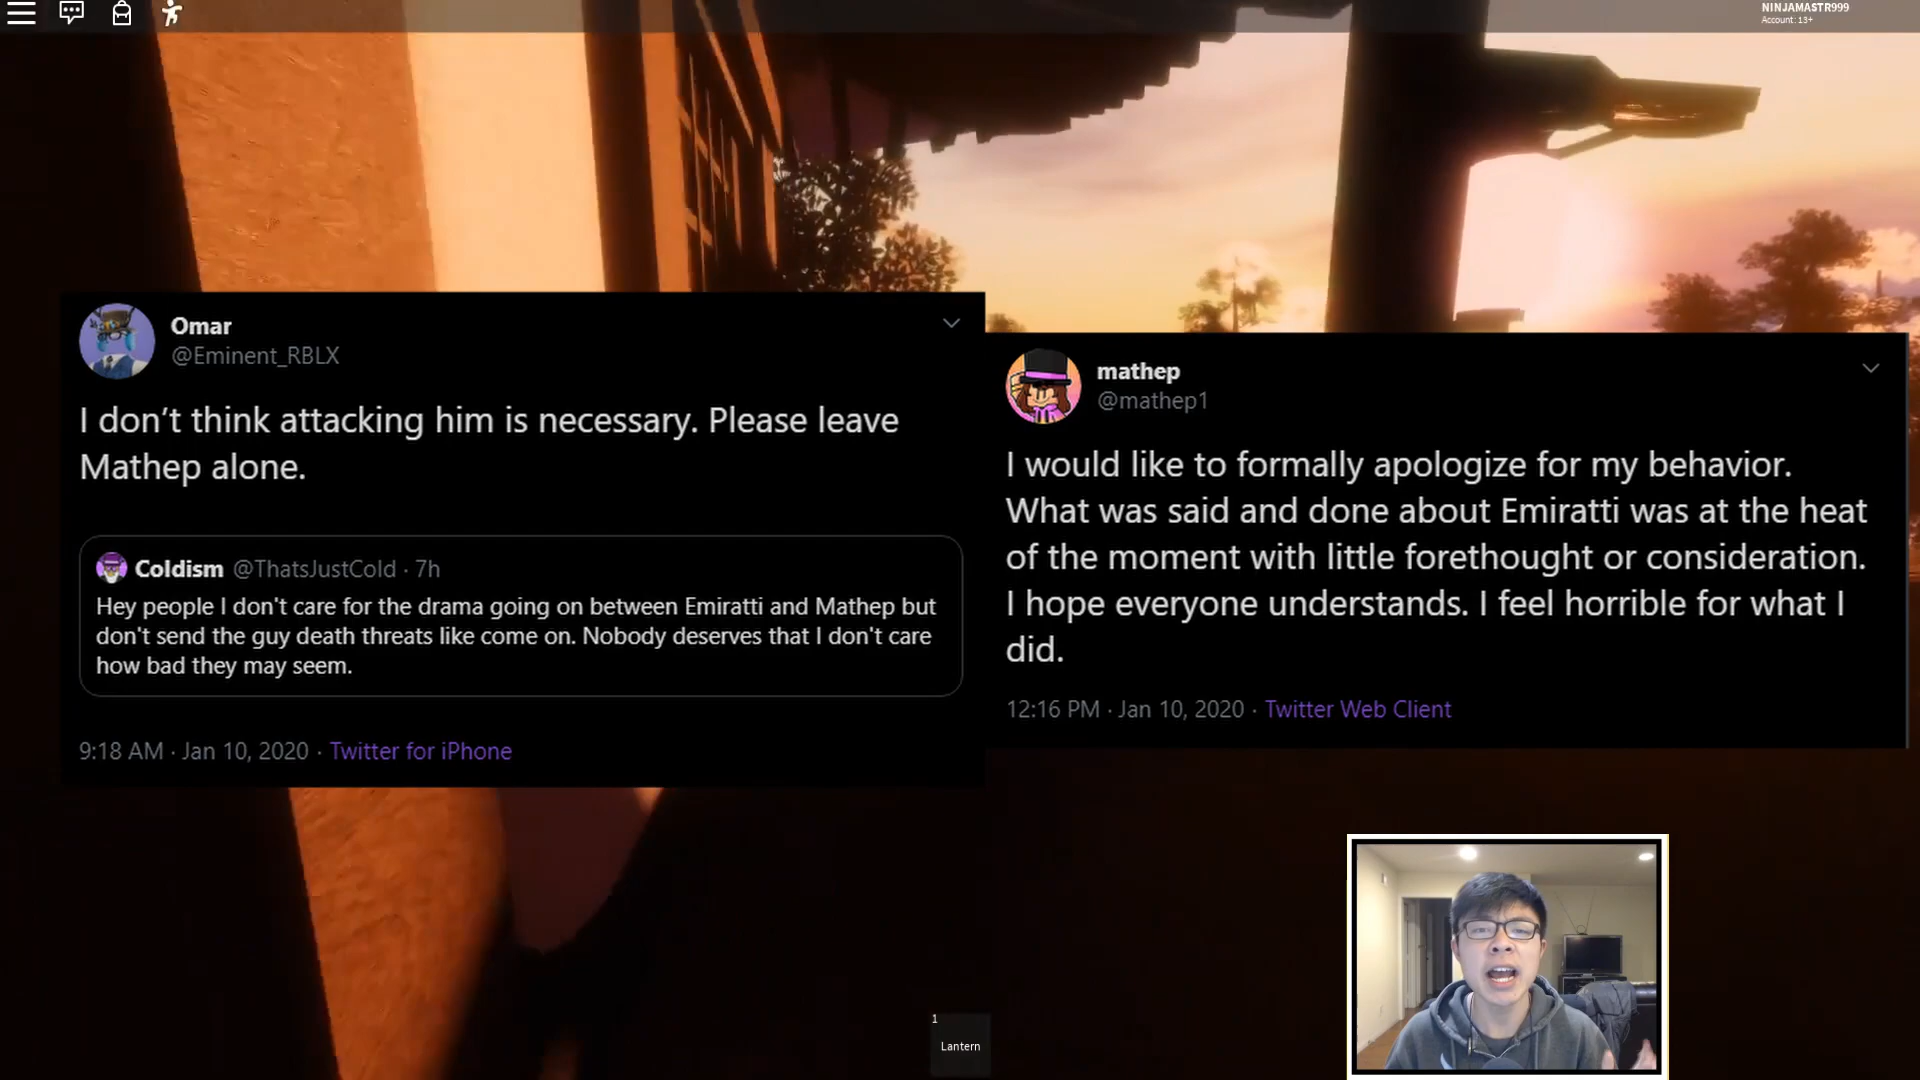 NINJAMASTR999
Account: 13+
Omar
@Eminent_RBLX
I don’t think attacking him is necessary. Please leave
Mathep alone.
Coldism @ThatsJustCold · 7h
Hey people I don't care for the drama going on between Emiratti and Mathep but
don't send the guy death threats like come on. Nobody deserves that I don't care
how bad they may seem.
9:18 AM · Jan 10, 2020 · Twitter for iPhone
mathep
@mathep1
I would like to formally apologize for my behavior.
What was said and done about Emiratti was at the heat
of the moment with little forethought or consideration.
I hope everyone understands. I feel horrible for what I
did.
12:16 PM · Jan 10, 2020 · Twitter Web Client
1
Lantern